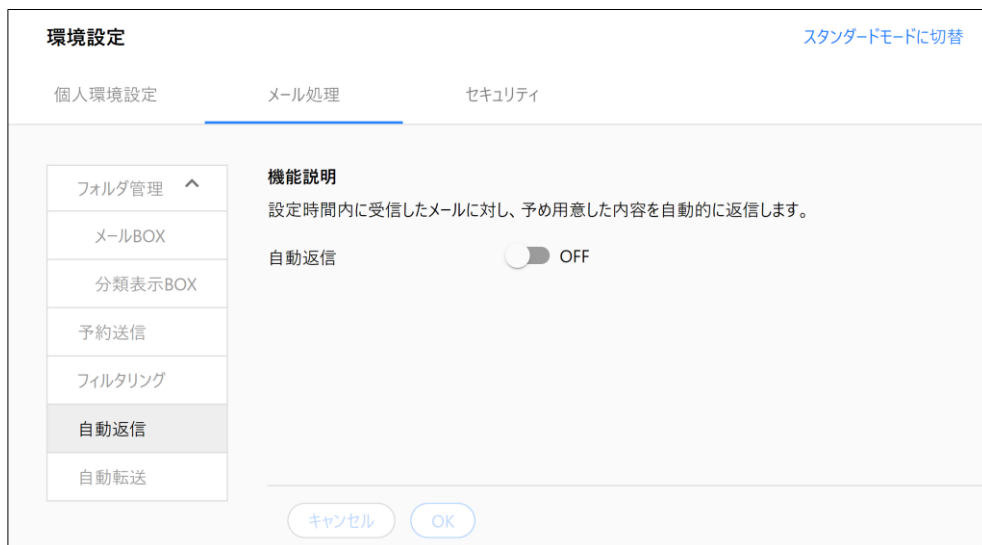 環境設定
スタンダードモードに切替
個人環境設定
メール処理
セキュリティ
フォルダ管理
メールBOX
分類表示BOX
予約送信
フィルタリング
自動返信
自動転送
機能説明
設定時間内に受信したメールに対し、予め用意した内容を自動的に返信します。
自動返信
OFF
キャンセル
OK